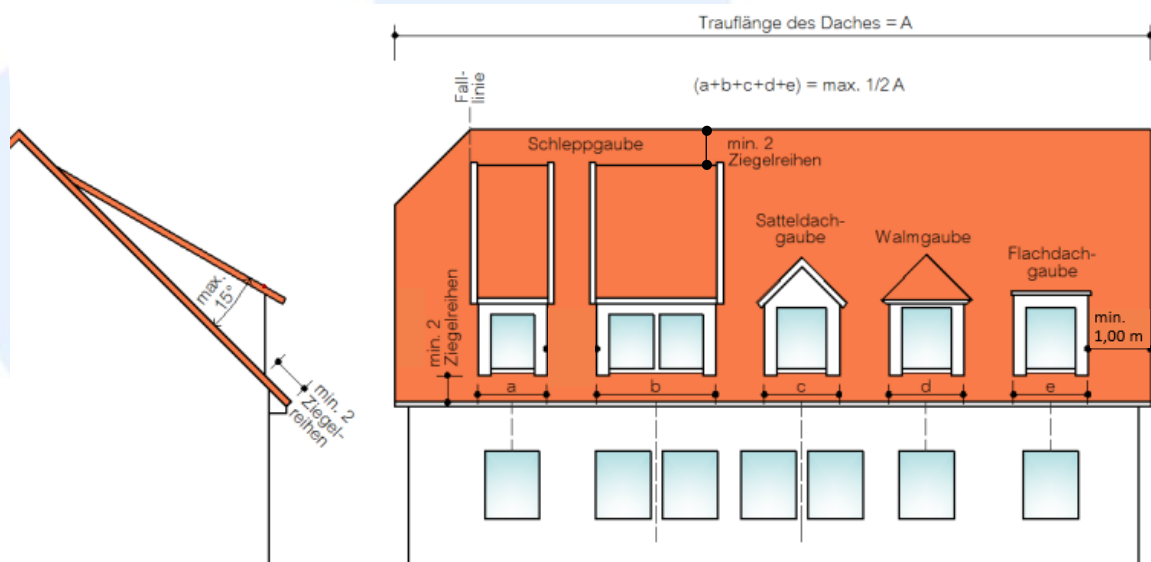 Trauflänge des Daches = A
(a+b+c+d+e) = max. 1/2 A
Fall-
linie
Schleppgaube
min. 2
Ziegelreihen
Satteldach-
gaube
Walmgaube
Flachdach-
gaube
min.
1,00 m
max.
15°
min. 2
Ziegel-
reihen
min. 2
Ziegelreihen
a
b
c
d
e